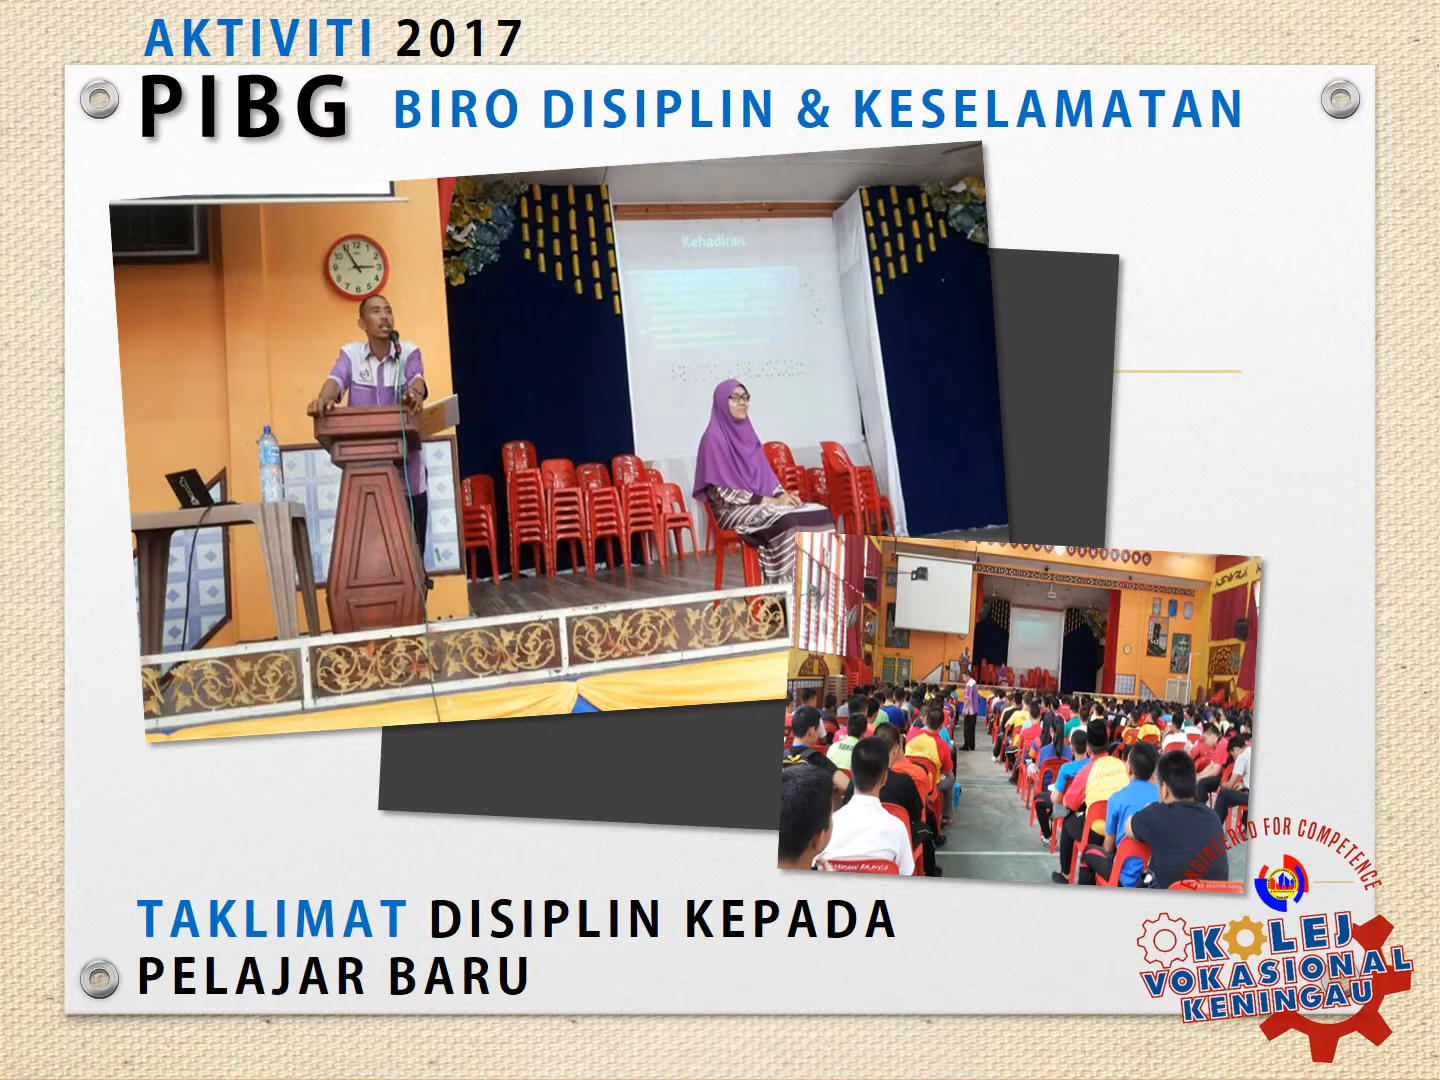 AKTIVITI 2017
PIBG BIRO DISIPLIN & KESELAMATAN
Kehadiran
TAKLIMAT DISIPLIN KEPADA
PELAJAR BARU
ENGINEERED FOR COMPETENCE
KOLEJ
VOKASIONAL
KENINGAU